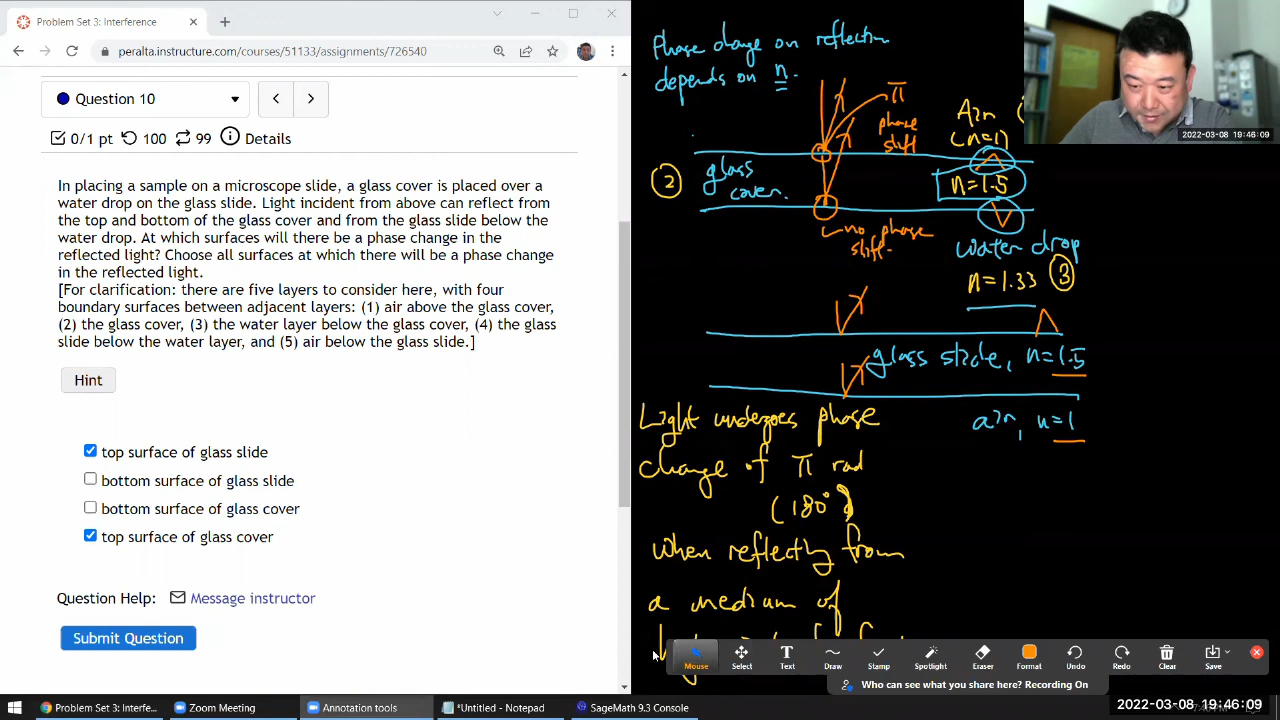 Problem Set 3: Interference
peralta.instructure.com/courses/51133/assignments/726540
Question 10
0/1 pt 100 99 Details
In placing a sample on a microscope slide, a glass cover is placed over a
water drop on the glass slide. Light incident from above can reflect from
the top and bottom of the glass cover and from the glass slide below the
water drop. At which surfaces will there be a phase change in the
reflected light? Choose all surfaces at which there will be a phase change
in the reflected light.
[For clarification: there are five layers to consider here, with four
boundary surfaces between adjacent layers: (1) air above the glass cover,
(2) the glass cover, (3) the water layer below the glass cover, (4) the glass
slide below the water layer, and (5) air below the glass slide.]
Hint
top surface of glass slide
bottom surface of glass slide
bottom surface of glass cover
top surface of glass cover
Question Help: Message instructor
Submit Question
Phase change on reflection
depends on n.
π
phase
shift
Air
(n=1)
2
glass
cover.
n=1.5
no phase
shift.
water drop
n=1.33 3
glass slide, n=1.5
air, n=1
Light undergoes phase
change of π rad
(180°)
when reflecting from
a medium of
2022-03-08 19:46:09
Mouse Select Text Draw Stamp Spotlight Eraser Format Undo Redo Clear Save
Who can see what you share here? Recording On
Problem Set 3: Interfe...
Zoom Meeting
Annotation tools
*Untitled - Notepad
SageMath 9.3 Console
2022-03-08 19:46:09